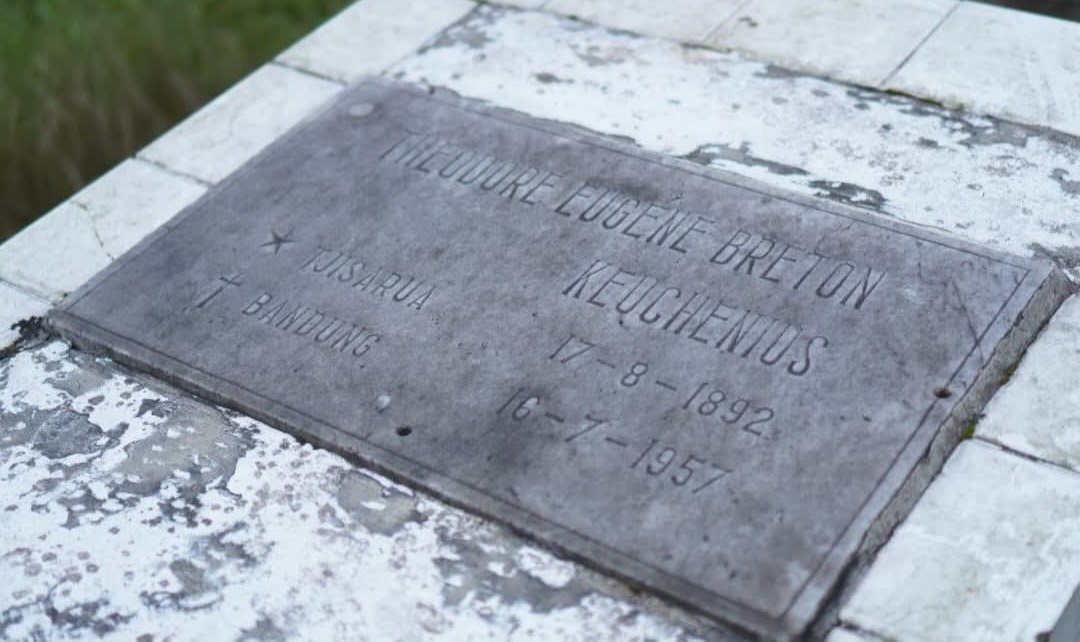 THEODORE EUGÉNE BRETON
KEUCHENIUS
★ TJISARUA 17-8-1892
† BANDUNG 16-7-1957